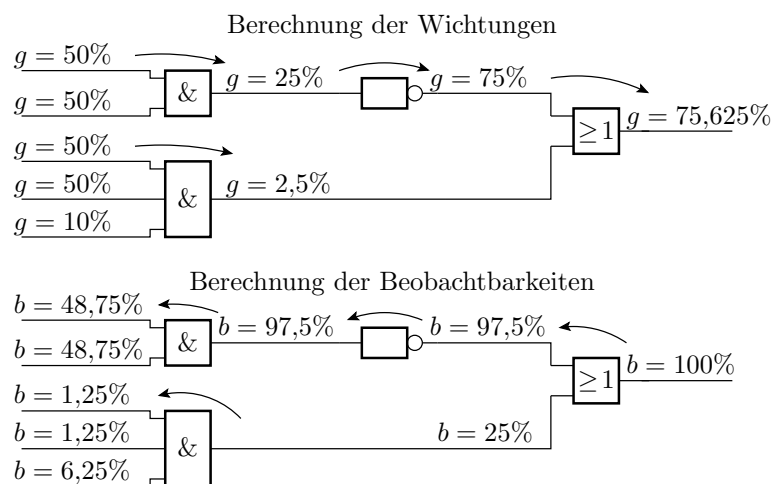 Berechnung der Wichtungen
g = 50%
& g = 25% g = 75%
g = 50%
≥1 g = 75,625%
g = 50%
g = 50% & g = 2,5%
g = 10%
Berechnung der Beobachtbarkeiten
b = 48,75%
& b = 97,5% b = 97,5%
b = 48,75%
≥1 b = 100%
b = 1,25%
b = 1,25% & b = 25%
b = 6,25%